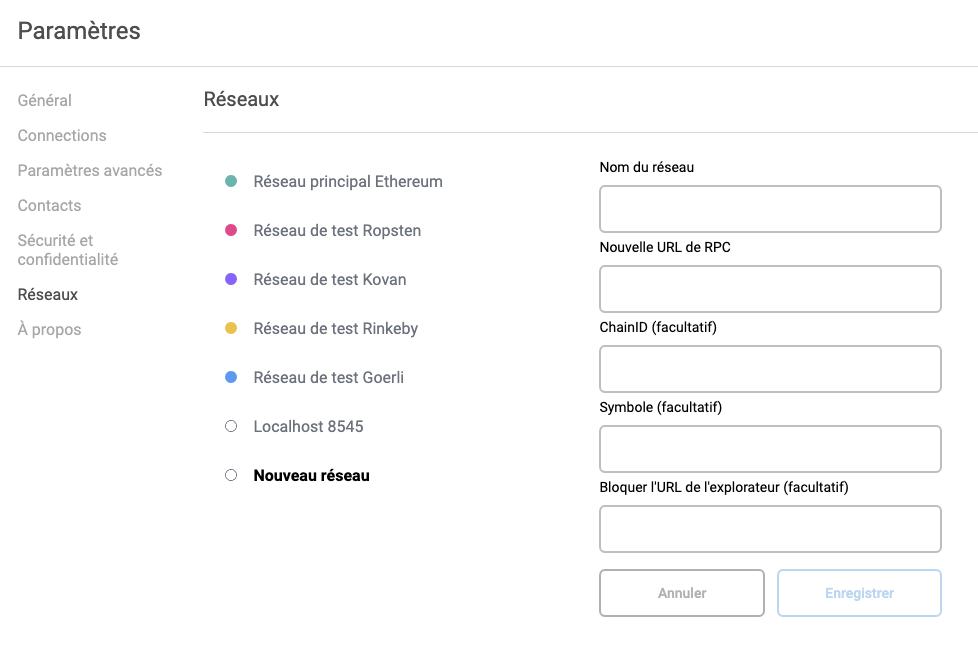 Paramètres
Général
Connections
Paramètres avancés
Contacts
Sécurité et
confidentialité
Réseaux
À propos
Réseaux
Réseau principal Ethereum
Réseau de test Ropsten
Réseau de test Kovan
Réseau de test Rinkeby
Réseau de test Goerli
Localhost 8545
Nouveau réseau
Nom du réseau
Nouvelle URL de RPC
ChainID (facultatif)
Symbole (facultatif)
Bloquer l'URL de l'explorateur (facultatif)
Annuler
Enregistrer